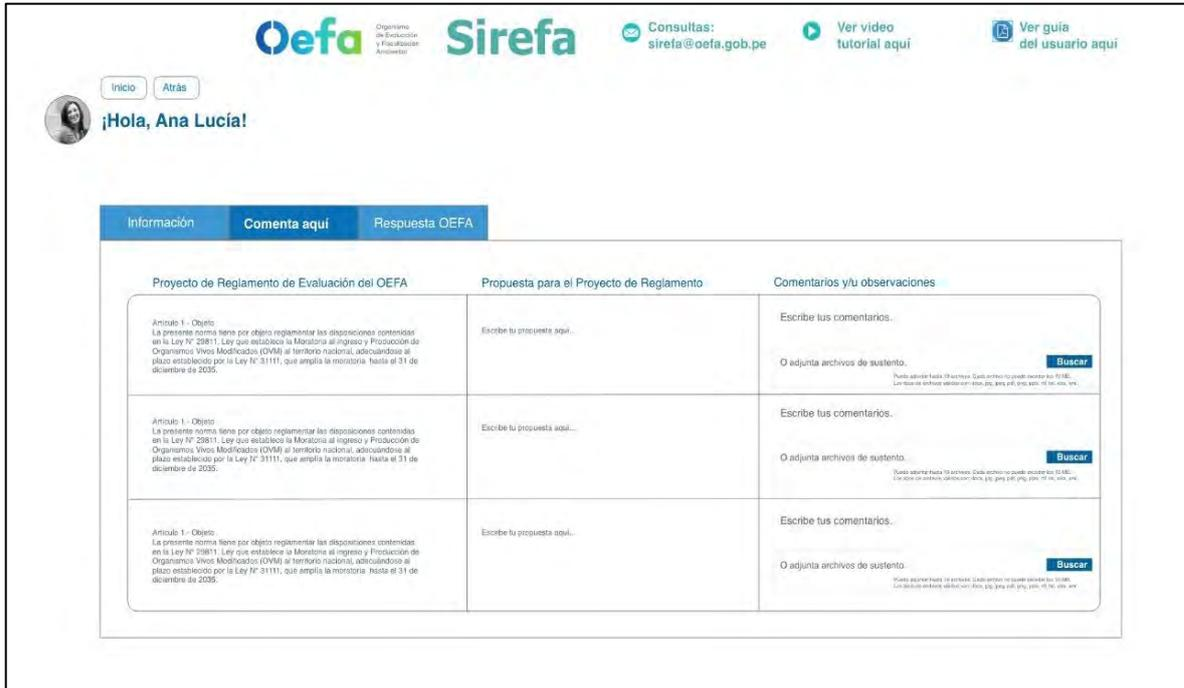 Oefa
Organismo
de Evaluación
y Fiscalización
Ambiental
Sirefa
Consultas:
sirefa@oefa.gob.pe
Ver video
tutorial aquí
Ver guía
del usuario aquí
Inicio
Atrás
¡Hola, Ana Lucía!
Información
Comenta aquí
Respuesta OEFA
Proyecto de Reglamento de Evaluación del OEFA
Propuesta para el Proyecto de Reglamento
Comentarios y/u observaciones
Artículo 1.- Objeto
La presente norma tiene por objeto reglamentar las disposiciones contenidas
en la Ley N° 29811, Ley que establece la Moratoria al ingreso y Producción de
Organismos Vivos Modificados (OVM) al territorio nacional, adecuándose al
plazo establecido por la Ley N° 31111, que amplía la moratoria hasta el 31 de
diciembre de 2035.
Escribe tu propuesta aquí...
Escribe tus comentarios.
O adjunta archivos de sustento.
Buscar
Artículo 1.- Objeto
La presente norma tiene por objeto reglamentar las disposiciones contenidas
en la Ley N° 29811, Ley que establece la Moratoria al ingreso y Producción de
Organismos Vivos Modificados (OVM) al territorio nacional, adecuándose al
plazo establecido por la Ley N° 31111, que amplía la moratoria hasta el 31 de
diciembre de 2035.
Escribe tu propuesta aquí...
Escribe tus comentarios.
O adjunta archivos de sustento.
Buscar
Artículo 1.- Objeto
La presente norma tiene por objeto reglamentar las disposiciones contenidas
en la Ley N° 29811, Ley que establece la Moratoria al ingreso y Producción de
Organismos Vivos Modificados (OVM) al territorio nacional, adecuándose al
plazo establecido por la Ley N° 31111, que amplía la moratoria hasta el 31 de
diciembre de 2035.
Escribe tu propuesta aquí...
Escribe tus comentarios.
O adjunta archivos de sustento.
Buscar